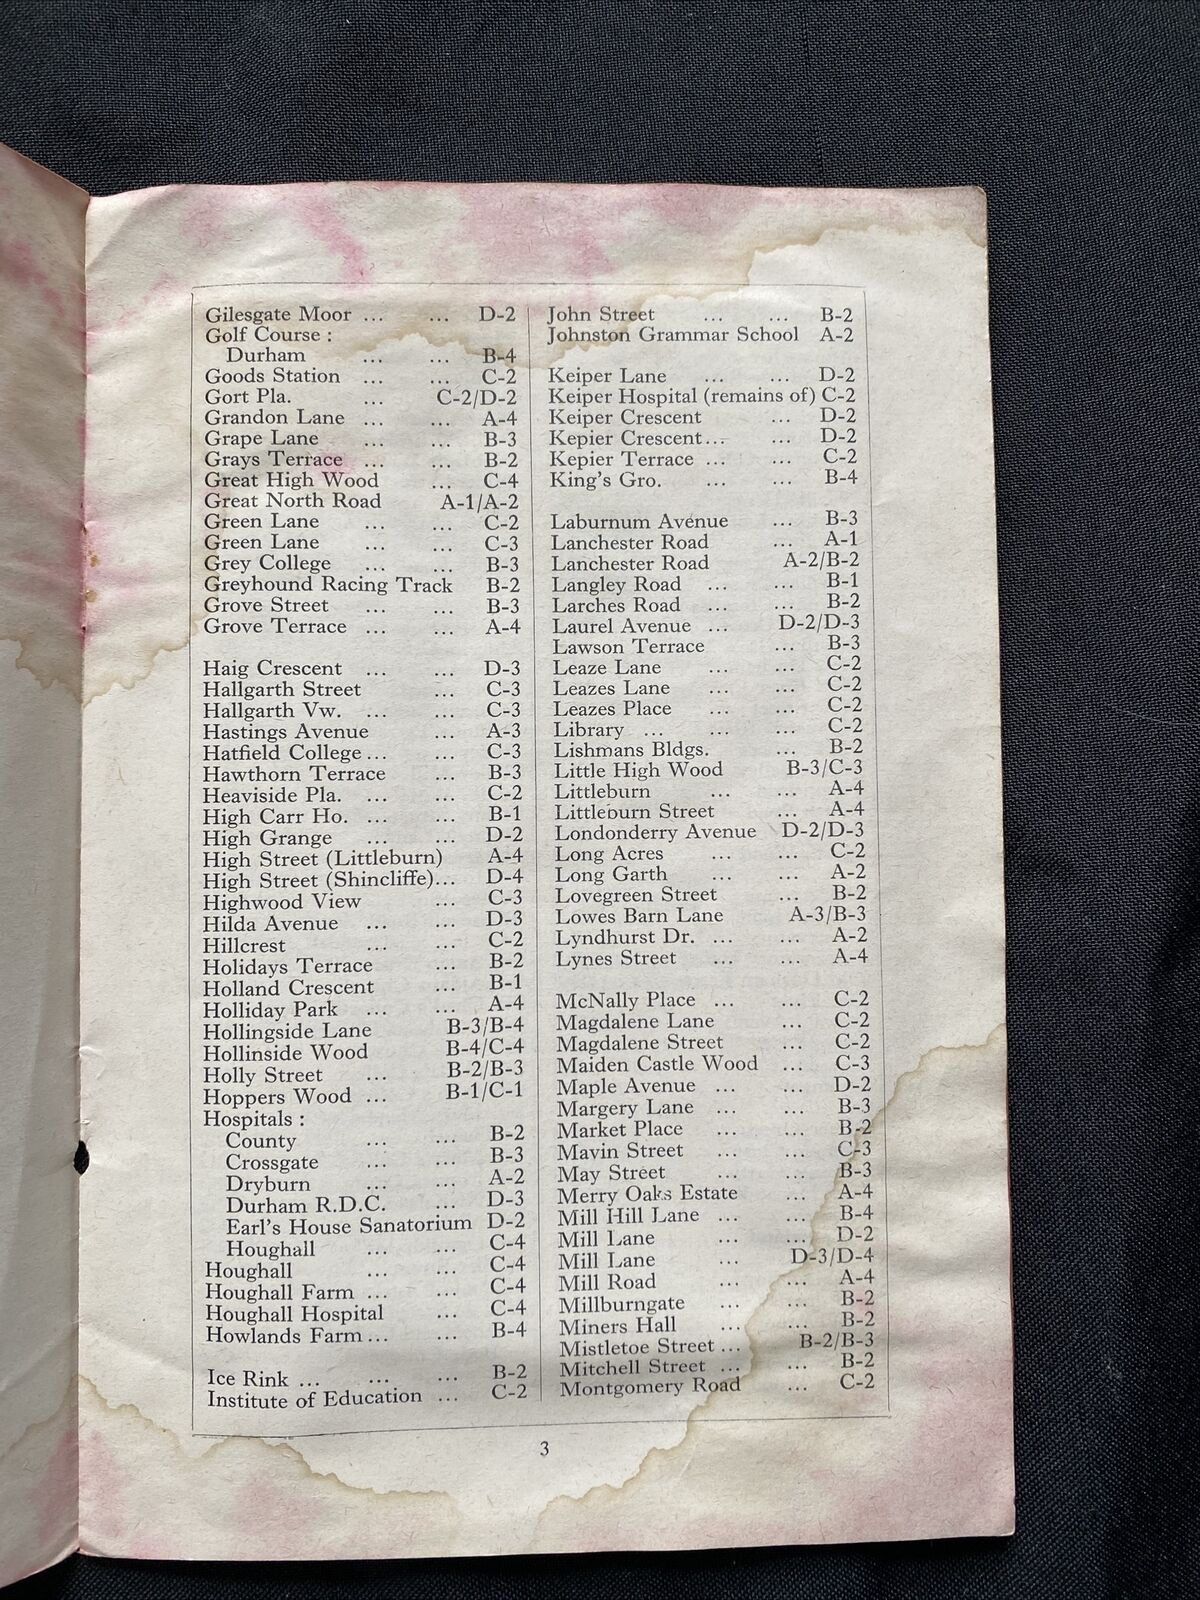 Gilesgate Moor ... ... D-2
Golf Course :
Durham ... ... B-4
Goods Station ... ... C-2
Gort Pla. ... C-2/D-2
Grandon Lane ... ... A-4
Grape Lane ... ... B-3
Grays Terrace ... ... B-2
Great High Wood ... C-4
Great North Road A-1/A-2
Green Lane ... ... C-2
Green Lane ... ... C-3
Grey College ... ... B-3
Greyhound Racing Track B-2
Grove Street ... ... B-3
Grove Terrace ... ... A-4
Haig Crescent ... ... D-3
Hallgarth Street ... C-3
Hallgarth Vw. ... ... C-3
Hastings Avenue ... A-3
Hatfield College ... ... C-3
Hawthorn Terrace ... B-3
Heaviside Pla. ... ... C-2
High Carr Ho. ... ... B-1
High Grange ... ... D-2
High Street (Littleburn) A-4
High Street (Shincliffe)... D-4
Highwood View ... C-3
Hilda Avenue ... ... D-3
Hillcrest ... ... C-2
Holidays Terrace ... B-2
Holland Crescent ... B-1
Holliday Park ... ... A-4
Hollingside Lane B-3/B-4
Hollinside Wood B-4/C-4
Holly Street ... B-2/B-3
Hoppers Wood ... B-1/C-1
Hospitals :
County ... ... B-2
Crossgate ... ... B-3
Dryburn ... ... A-2
Durham R.D.C. ... D-3
Earl's House Sanatorium D-2
Houghall ... ... C-4
Houghall ... ... C-4
Houghall Farm ... ... C-4
Houghall Hospital ... C-4
Howlands Farm ... ... B-4
Ice Rink ... ... ... B-2
Institute of Education ... C-2
John Street ... ... B-2
Johnston Grammar School A-2
Keiper Lane ... ... D-2
Keiper Hospital (remains of) C-2
Keiper Crescent ... D-2
Kepier Crescent ... ... D-2
Kepier Terrace ... ... C-2
King's Gro. ... ... B-4
Laburnum Avenue ... B-3
Lanchester Road ... A-1
Lanchester Road A-2/B-2
Langley Road ... ... B-1
Larches Road ... ... B-2
Laurel Avenue ... D-2/D-3
Lawson Terrace ... B-3
Leaze Lane ... ... C-2
Leazes Lane ... ... C-2
Leazes Place ... ... C-2
Library ... ... ... C-2
Lishmans Bldgs. ... B-2
Little High Wood B-3/C-3
Littleburn ... ... A-4
Littleburn Street ... A-4
Londonderry Avenue D-2/D-3
Long Acres ... ... C-2
Long Garth ... ... A-2
Lovegreen Street ... B-2
Lowes Barn Lane A-3/B-3
Lyndhurst Dr. ... ... A-2
Lynes Street ... ... A-4
McNally Place ... ... C-2
Magdalene Lane ... C-2
Magdalene Street ... C-2
Maiden Castle Wood ... C-3
Maple Avenue ... ... D-2
Margery Lane ... ... B-3
Market Place ... ... B-2
Mavin Street ... ... C-3
May Street ... ... B-3
Merry Oaks Estate ... A-4
Mill Hill Lane ... ... B-4
Mill Lane ... ... D-2
Mill Lane ... D-3/D-4
Mill Road ... ... A-4
Millburngate ... ... B-2
Miners Hall ... ... B-2
Mistletoe Street ... B-2/B-3
Mitchell Street ... ... B-2
Montgomery Road ... C-2
3